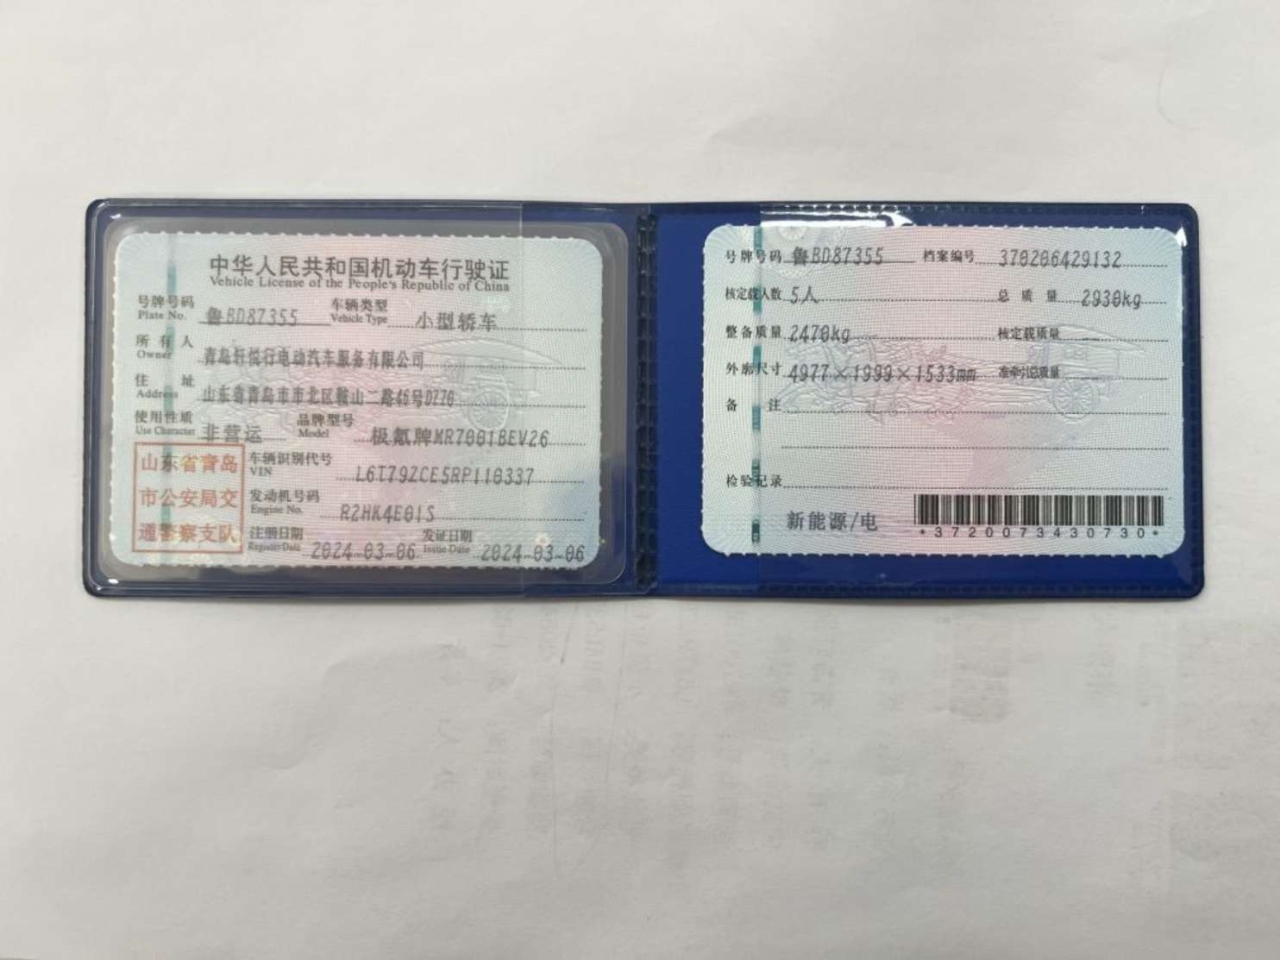 中华人民共和国机动车行驶证
Vehicle License of the People's Republic of China
号牌号码 鲁BD87355 车辆类型 小型轿车
Plate No. Vehicle Type
所有人 青岛轩悦行电动汽车服务有限公司
Owner
住址 山东省青岛市市北区鞍山二路45号DZZ6
Address
使用性质 非营运 品牌型号 极氪牌MR7001BEV26
Use Character Model
山东省青岛
市公安局交
通警察支队
车辆识别代号 L6T79ZCE5RP110337
VIN
发动机号码 R2HK4E01S
Engine No.
注册日期 2024-03-06 发证日期 2024-03-06
Register Date Issue Date
号牌号码 鲁BD87355 档案编号 370206429132
核定载人数 5人 总质量 2930kg
整备质量 2470kg 核定载质量 --
外廓尺寸 4977×1999×1533mm 准牵引总质量 --
备注
检验记录
新能源/电
*3720073430730*